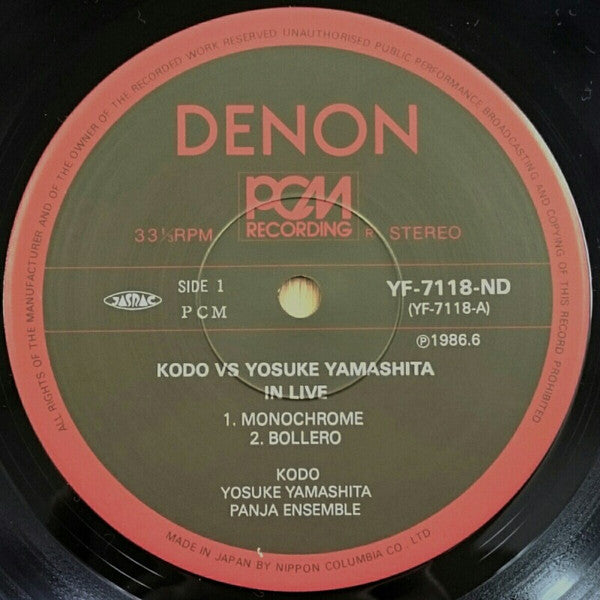 ALL RIGHTS OF THE MANUFACTURER AND OF THE OWNER OF THE RECORDED WORK RESERVED UNAUTHORISED PUBLIC PERFORMANCE BROADCASTING AND COPYING OF THIS RECORD PROHIBITED
DENON
PCM
RECORDING
33⅓RPM
R STEREO
JASRAC
SIDE 1
PCM
YF-7118-ND
(YF-7118-A)
Ⓟ1986.6
KODO VS YOSUKE YAMASHITA
IN LIVE
1. MONOCHROME
2. BOLLERO
KODO
YOSUKE YAMASHITA
PANJA ENSEMBLE
MADE IN JAPAN BY NIPPON COLUMBIA CO. LTD